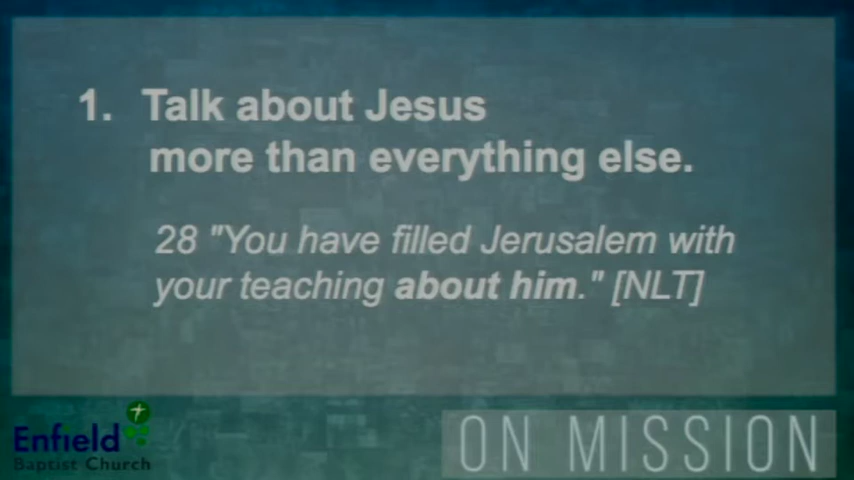 1. Talk about Jesus
more than everything else.
28 "You have filled Jerusalem with
your teaching about him." [NLT]
Enfield
Baptist Church
ON MISSION